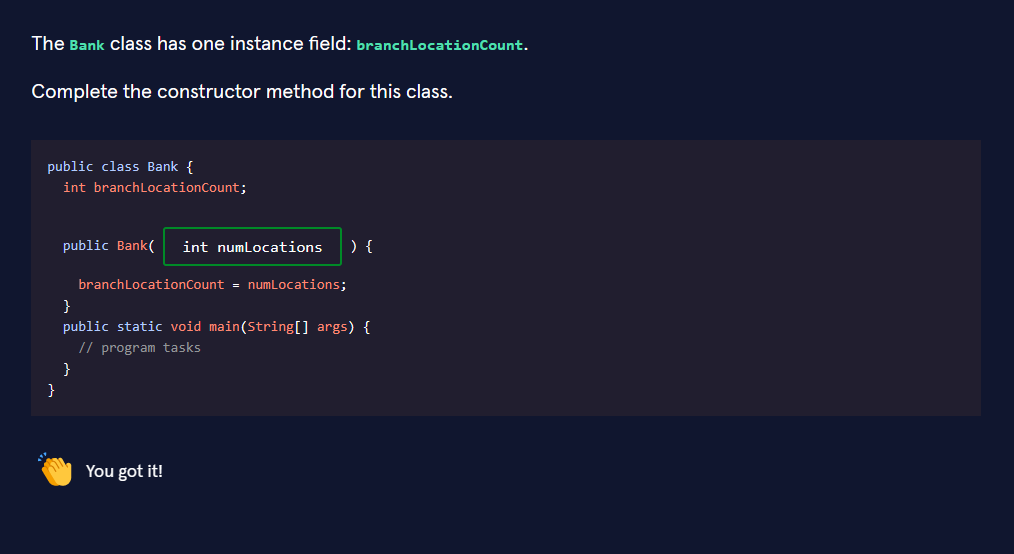 The Bank class has one instance field: branchLocationCount.
Complete the constructor method for this class.
public class Bank {
int branchLocationCount;
public Bank( int numLocations ) {
branchLocationCount = numLocations;
}
public static void main(String[] args) {
// program tasks
}
}
You got it!